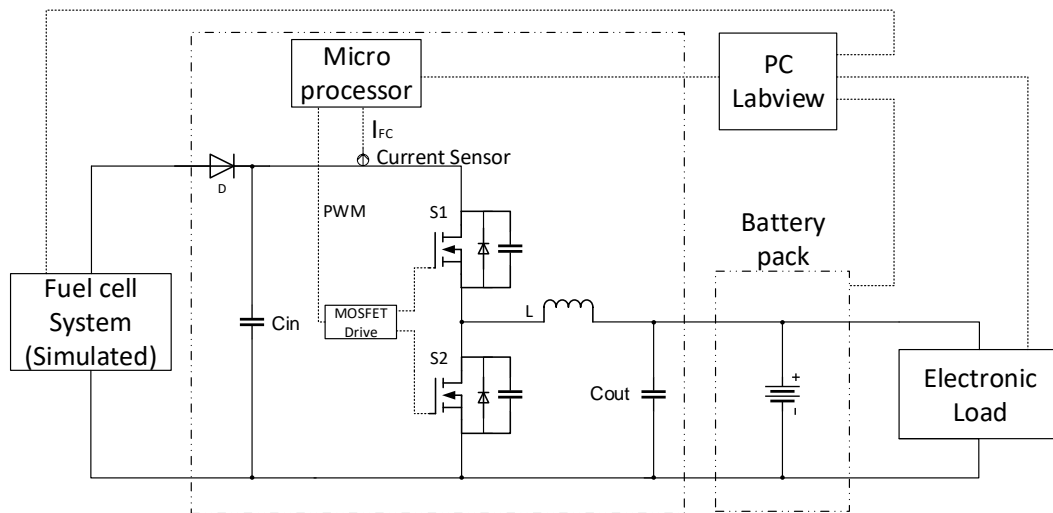 Micro
processor
PC
Labview
IFC
Current Sensor
D
PWM
S1
Battery
pack
Fuel cell
System
(Simulated)
Cin
MOSFET
Drive
L
S2
Cout
+
-
Electronic
Load